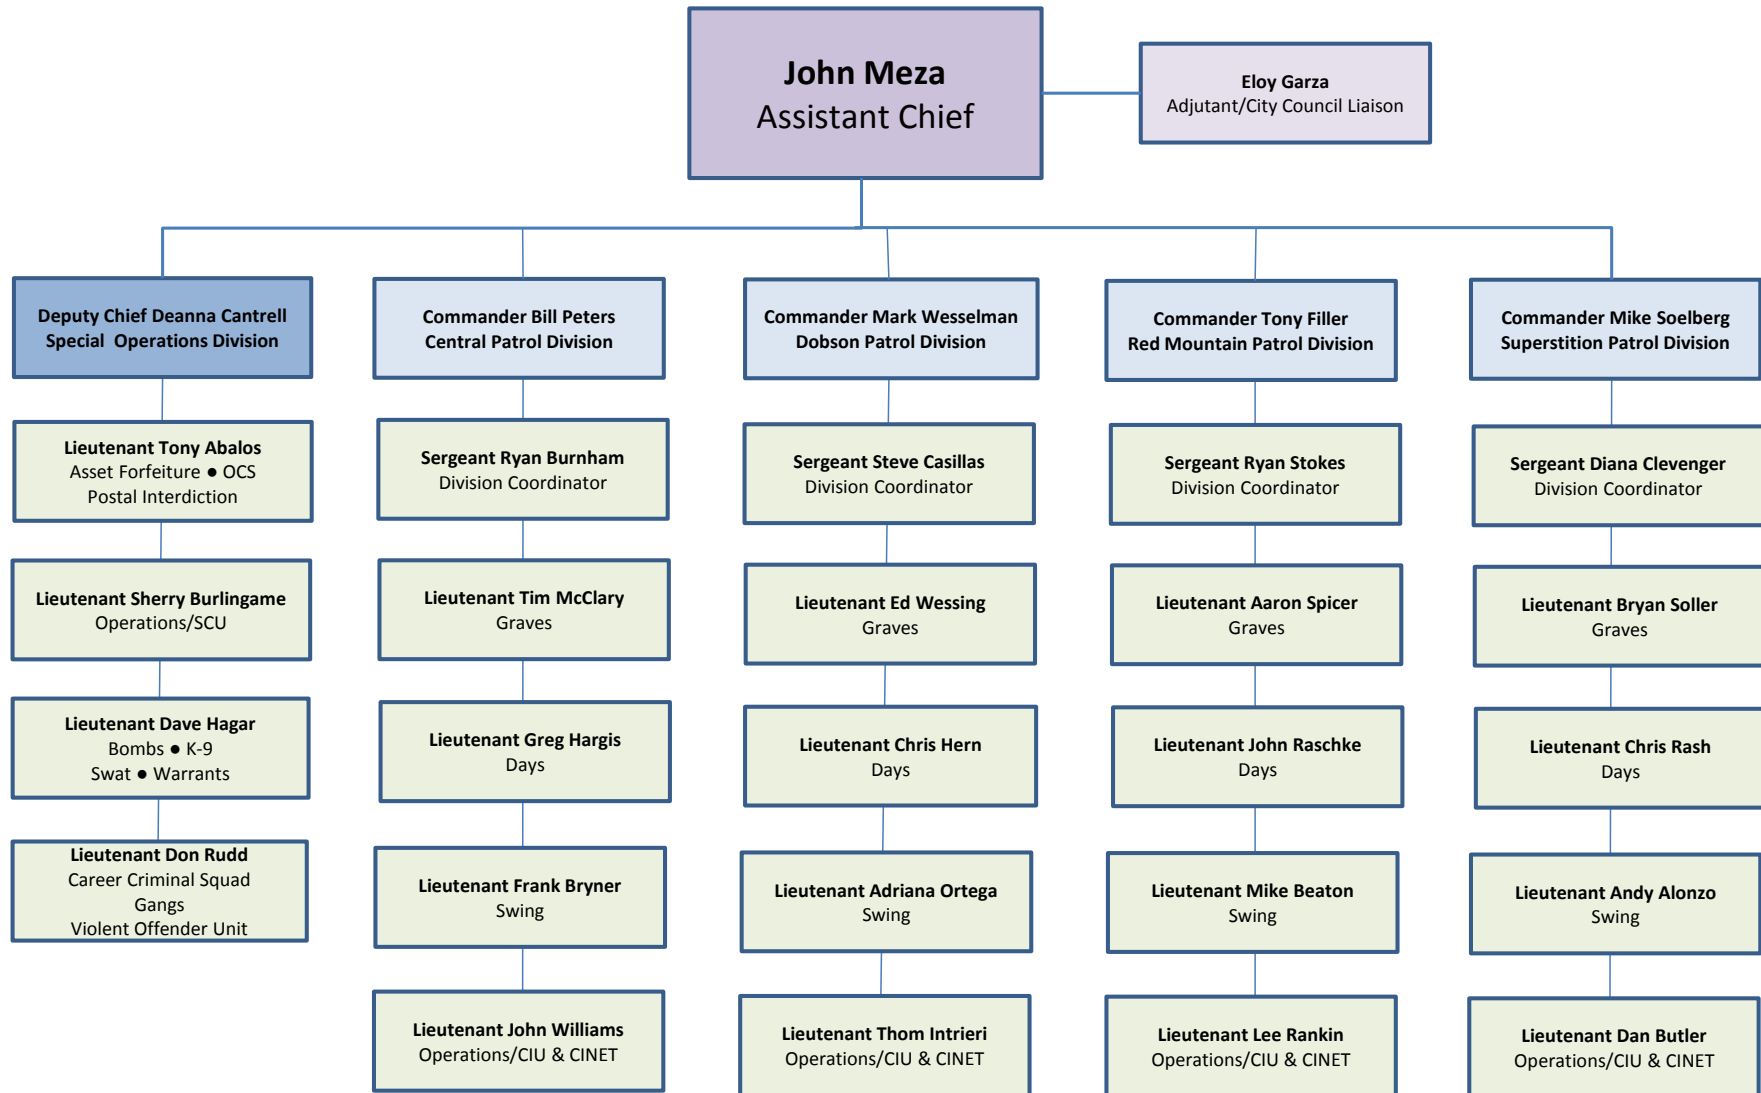 John Meza
Assistant Chief
Eloy Garza
Adjutant/City Council Liaison
Deputy Chief Deanna Cantrell
Special Operations Division
Lieutenant Tony Abalos
Asset Forfeiture ● OCS
Postal Interdiction
Lieutenant Sherry Burlingame
Operations/SCU
Lieutenant Dave Hagar
Bombs ● K-9
Swat ● Warrants
Lieutenant Don Rudd
Career Criminal Squad
Gangs
Violent Offender Unit
Commander Bill Peters
Central Patrol Division
Sergeant Ryan Burnham
Division Coordinator
Lieutenant Tim McClary
Graves
Lieutenant Greg Hargis
Days
Lieutenant Frank Bryner
Swing
Lieutenant John Williams
Operations/CIU & CINET
Commander Mark Wesselman
Dobson Patrol Division
Sergeant Steve Casillas
Division Coordinator
Lieutenant Ed Wessing
Graves
Lieutenant Chris Hern
Days
Lieutenant Adriana Ortega
Swing
Lieutenant Thom Intrieri
Operations/CIU & CINET
Commander Tony Filler
Red Mountain Patrol Division
Sergeant Ryan Stokes
Division Coordinator
Lieutenant Aaron Spicer
Graves
Lieutenant John Raschke
Days
Lieutenant Mike Beaton
Swing
Lieutenant Lee Rankin
Operations/CIU & CINET
Commander Mike Soelberg
Superstition Patrol Division
Sergeant Diana Clevenger
Division Coordinator
Lieutenant Bryan Soller
Graves
Lieutenant Chris Rash
Days
Lieutenant Andy Alonzo
Swing
Lieutenant Dan Butler
Operations/CIU & CINET